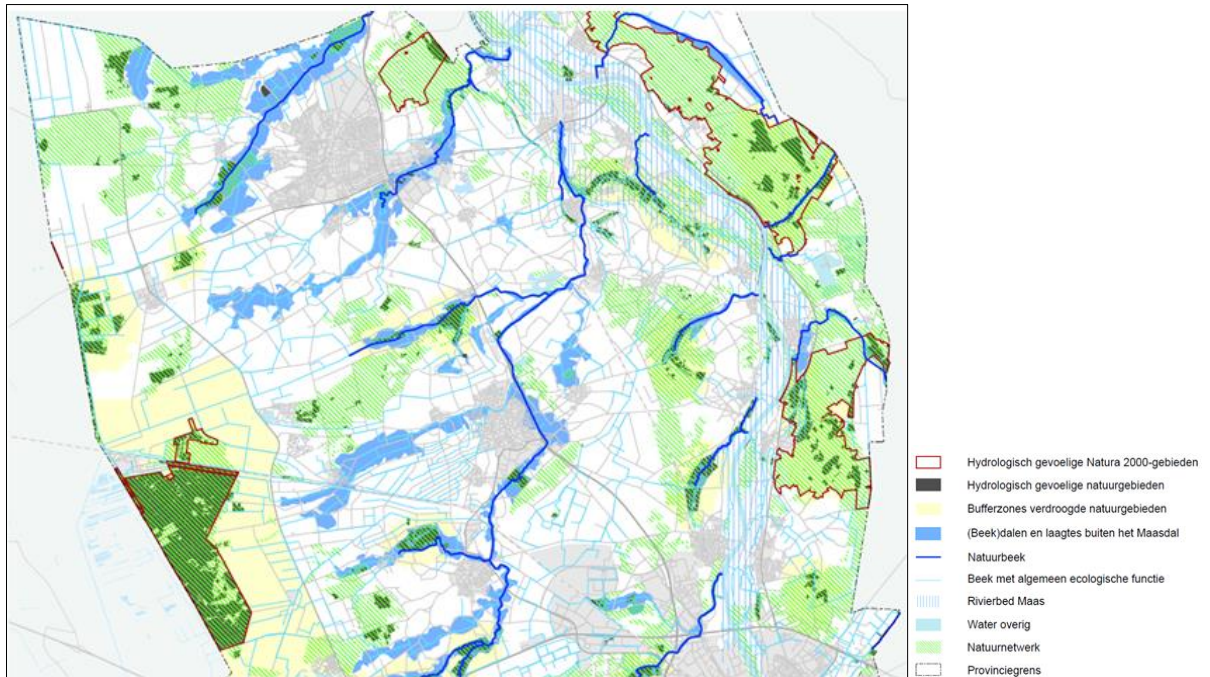 Hydrologisch gevoelige Natura 2000-gebieden
Hydrologisch gevoelige natuurgebieden
Bufferzones verdroogde natuurgebieden
(Beek)dalen en laagtes buiten het Maasdal
Natuurbeek
Beek met algemeen ecologische functie
Rivierbed Maas
Water overig
Natuurnetwerk
Provinciegrens